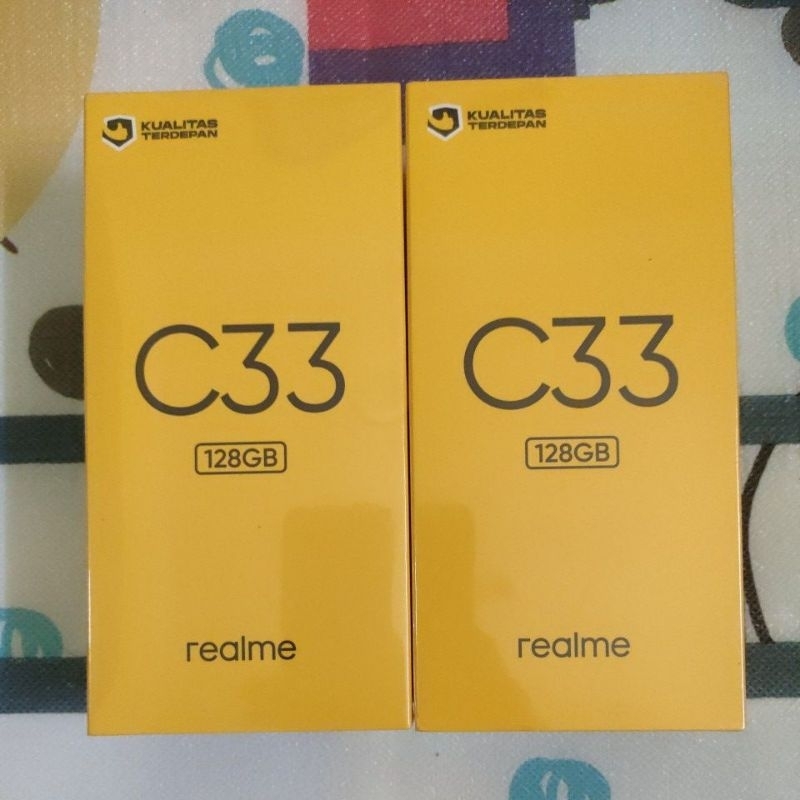 KUALITAS
TERDEPAN
C33
128GB
realme
KUALITAS
TERDEPAN
C33
128GB
realme